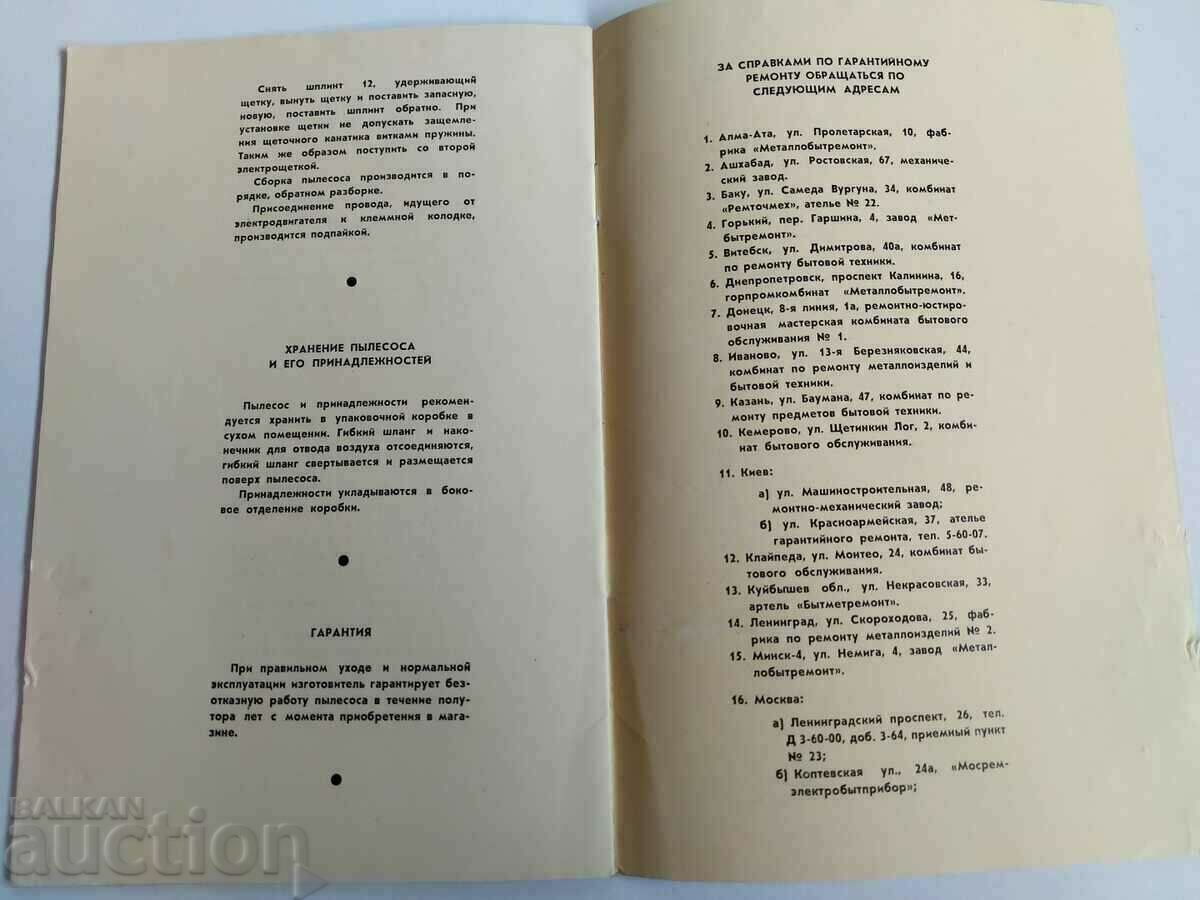 Снять шплинт 12, удерживающий
щетку, вынуть щетку и поставить запасную,
новую, поставить шплинт обратно. При
установке щетки не допускать защемле-
ния щеточного канатика витками пружины.
Таким же образом поступить со второй
электрощеткой.
Сборка пылесоса производится в по-
рядке, обратном разборке.
Присоединение провода, идущего от
электродвигателя к клеммной колодке,
производится подпайкой.
ХРАНЕНИЕ ПЫЛЕСОСА
И ЕГО ПРИНАДЛЕЖНОСТЕЙ
Пылесос и принадлежности рекомен-
дуется хранить в упаковочной коробке в
сухом помещении. Гибкий шланг и нако-
нечник для отвода воздуха отсоединяются,
гибкий шланг свертывается и размещается
поверх пылесоса.
Принадлежности укладываются в боко-
вое отделение коробки.
ГАРАНТИЯ
При правильном уходе и нормальной
эксплуатации изготовитель гарантирует без-
отказную работу пылесоса в течение полу-
тора лет с момента приобретения в мага-
зине.
ЗА СПРАВКАМИ ПО ГАРАНТИЙНОМУ
РЕМОНТУ ОБРАЩАТЬСЯ ПО
СЛЕДУЮЩИМ АДРЕСАМ
1. Алма-Ата, ул. Пролетарская, 10, фаб-
рика «Металлобытремонт».
2. Ашхабад, ул. Ростовская, 67, механиче-
ский завод.
3. Баку, ул. Самеда Вургуна, 34, комбинат
«Ремточмех», ателье № 22.
4. Горький, пер. Гаршина, 4, завод «Мет-
бытремонт».
5. Витебск, ул. Димитрова, 40а, комбинат
по ремонту бытовой техники.
6. Днепропетровск, проспект Калинина, 16,
горпромкомбинат «Металлобытремонт».
7. Донецк, 8-я линия, 1а, ремонтно-юстиро-
вочная мастерская комбината бытового
обслуживания № 1.
8. Иваново, ул. 13-я Березняковская, 44,
комбинат по ремонту металлоизделий и
бытовой техники.
9. Казань, ул. Баумана, 47, комбинат по ре-
монту предметов бытовой техники.
10. Кемерово, ул. Щетинкин Лог, 2, комби-
нат бытового обслуживания.
11. Киев:
а) ул. Машиностроительная, 48, ре-
монтно-механический завод;
б) ул. Красноармейская, 37, ателье
гарантийного ремонта, тел. 5-60-07.
12. Клайпеда, ул. Монтео, 24, комбинат бы-
тового обслуживания.
13. Куйбышев обл., ул. Некрасовская, 33,
артель «Бытметремонт».
14. Ленинград, ул. Скороходова, 25, фаб-
рика по ремонту металлоизделий № 2.
15. Минск-4, ул. Немига, 4, завод «Метал-
лобытремонт».
16. Москва:
а) Ленинградский проспект, 26, тел.
Д 3-60-00, доб. 3-64, приемный пункт
№ 23;
б) Коптевская ул., 24а, «Мосрем-
электробытприбор»;
BALKAN
auction